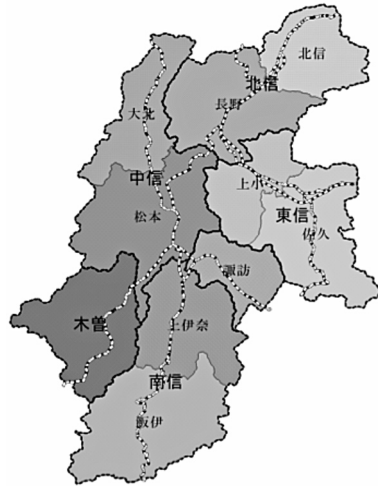 北信
北信
長野
大北
中信
上小
松本
東信
佐久
諏訪
木曽
上伊奈
南信
飯伊